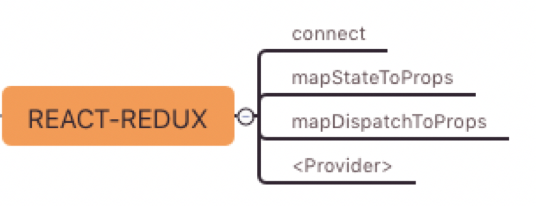 connect
mapStateToProps
REACT-REDUX
mapDispatchToProps
<Provider>